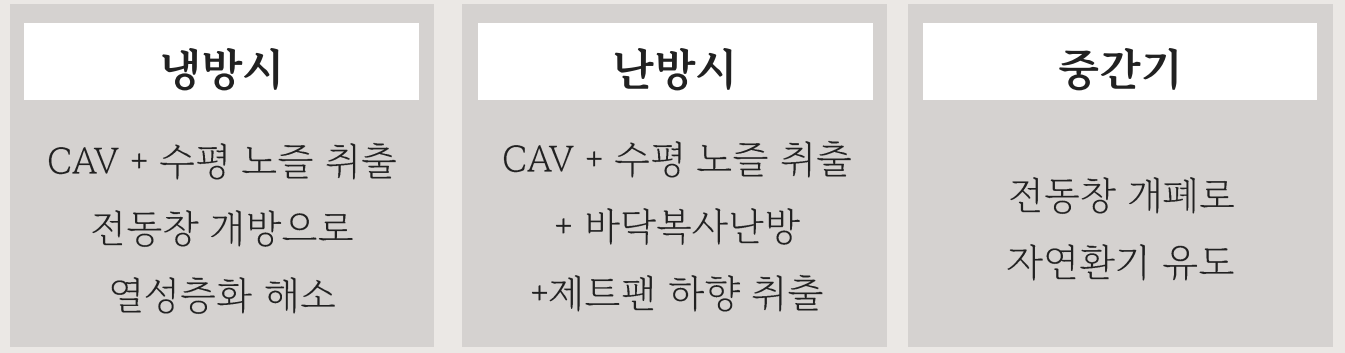 냉방시
CAV + 수평 노즐 취출
전동창 개방으로
열성층화 해소
난방시
CAV + 수평 노즐 취출
+ 바닥복사난방
+제트팬 하향 취출
중간기
전동창 개폐로
자연환기 유도